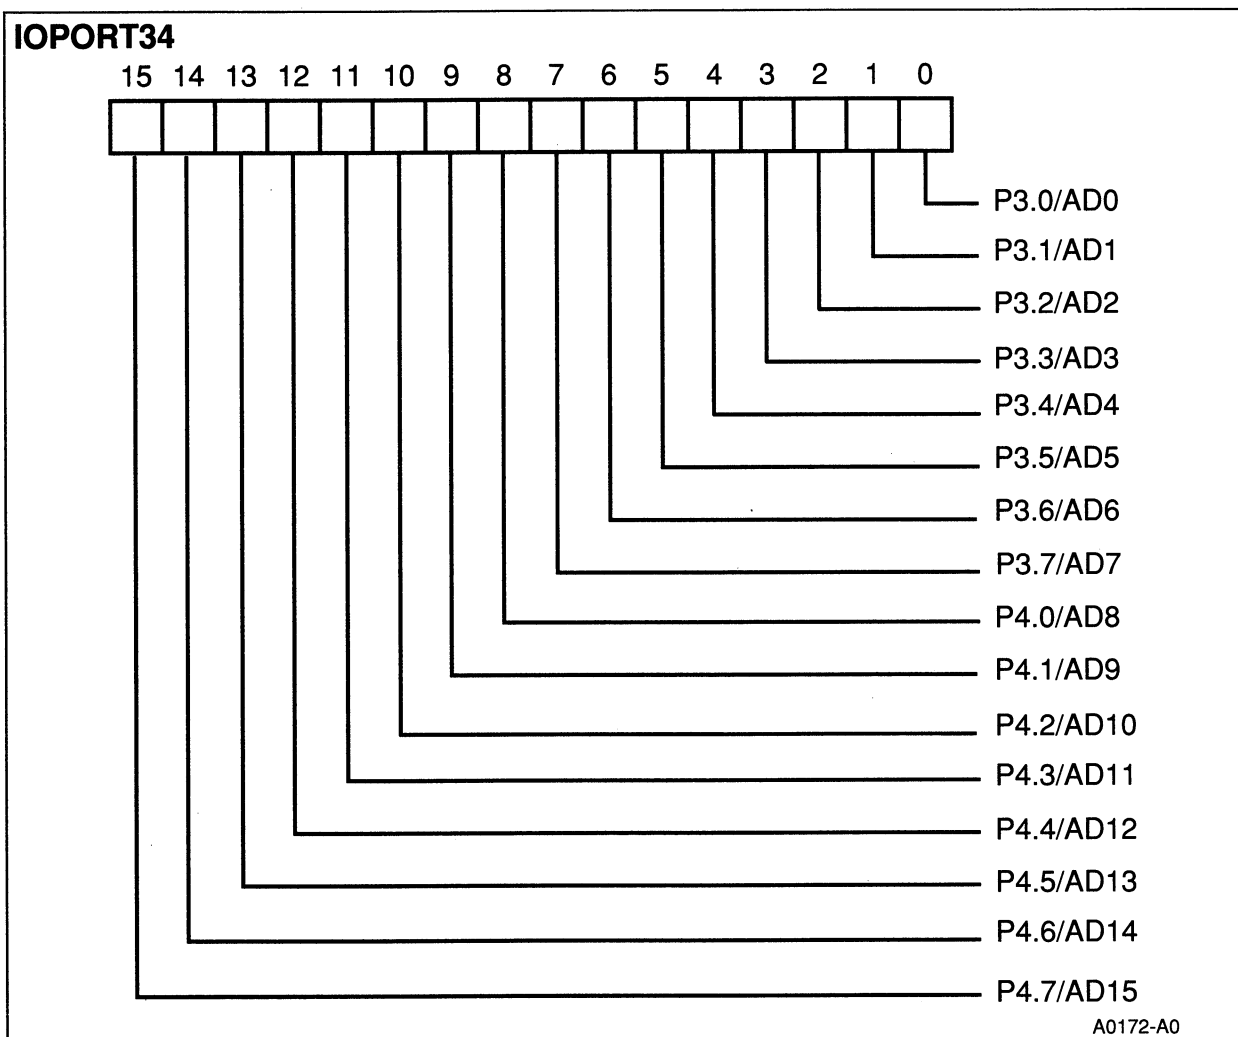 IOPORT34
15 14 13 12 11 10 9 8 7 6 5 4 3 2 1 0
P3.0/AD0
P3.1/AD1
P3.2/AD2
P3.3/AD3
P3.4/AD4
P3.5/AD5
P3.6/AD6
P3.7/AD7
P4.0/AD8
P4.1/AD9
P4.2/AD10
P4.3/AD11
P4.4/AD12
P4.5/AD13
P4.6/AD14
P4.7/AD15
A0172-A0